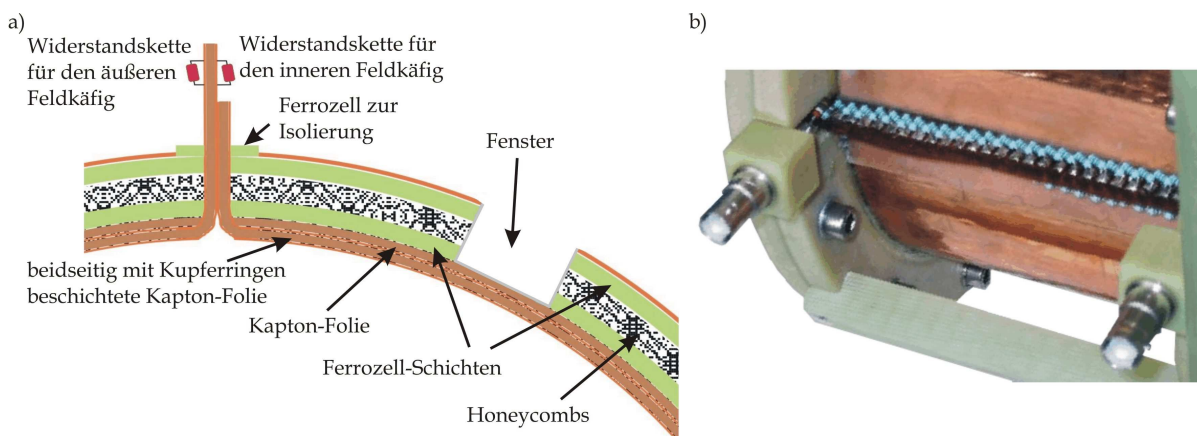 a)
Widerstandskette
für den äußeren
Feldkäfig
Widerstandskette für
den inneren Feldkäfig
Ferrozell zur
Isolierung
Fenster
beidseitig mit Kupferringen
beschichtete Kapton-Folie
Kapton-Folie
Ferrozell-Schichten
Honeycombs
b)